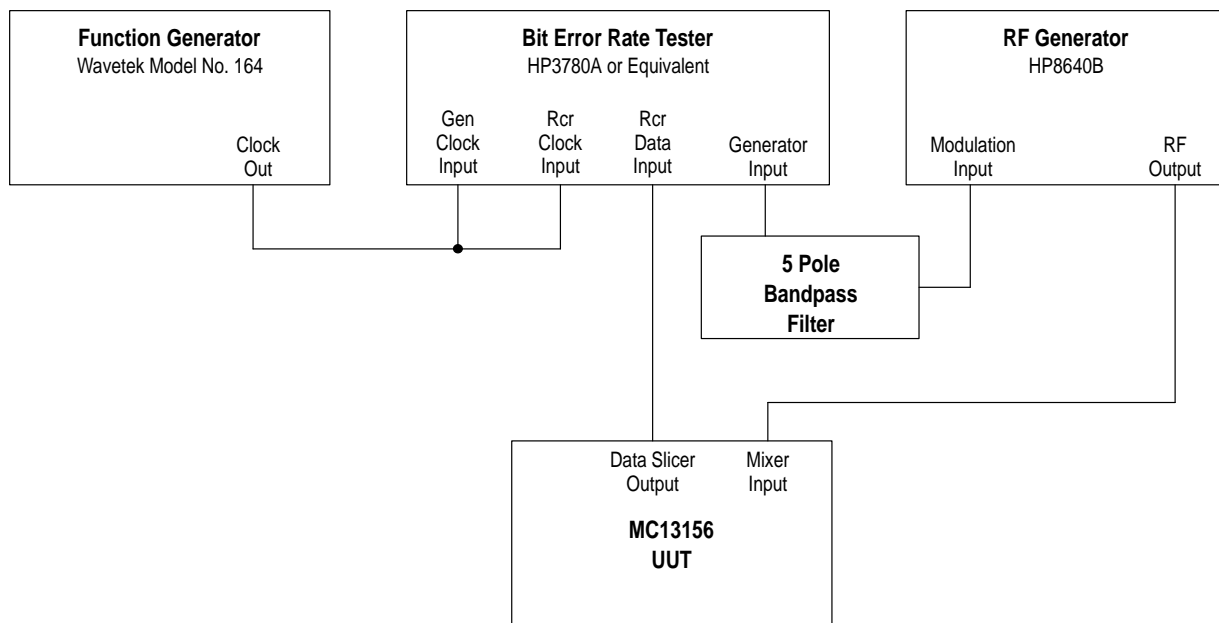 Function Generator
Wavetek Model No. 164
Clock
Out
Bit Error Rate Tester
HP3780A or Equivalent
Gen
Clock
Input
Rcr
Clock
Input
Rcr
Data
Input
Generator
Input
RF Generator
HP8640B
Modulation
Input
RF
Output
5 Pole
Bandpass
Filter
Data Slicer
Output
Mixer
Input
MC13156
UUT